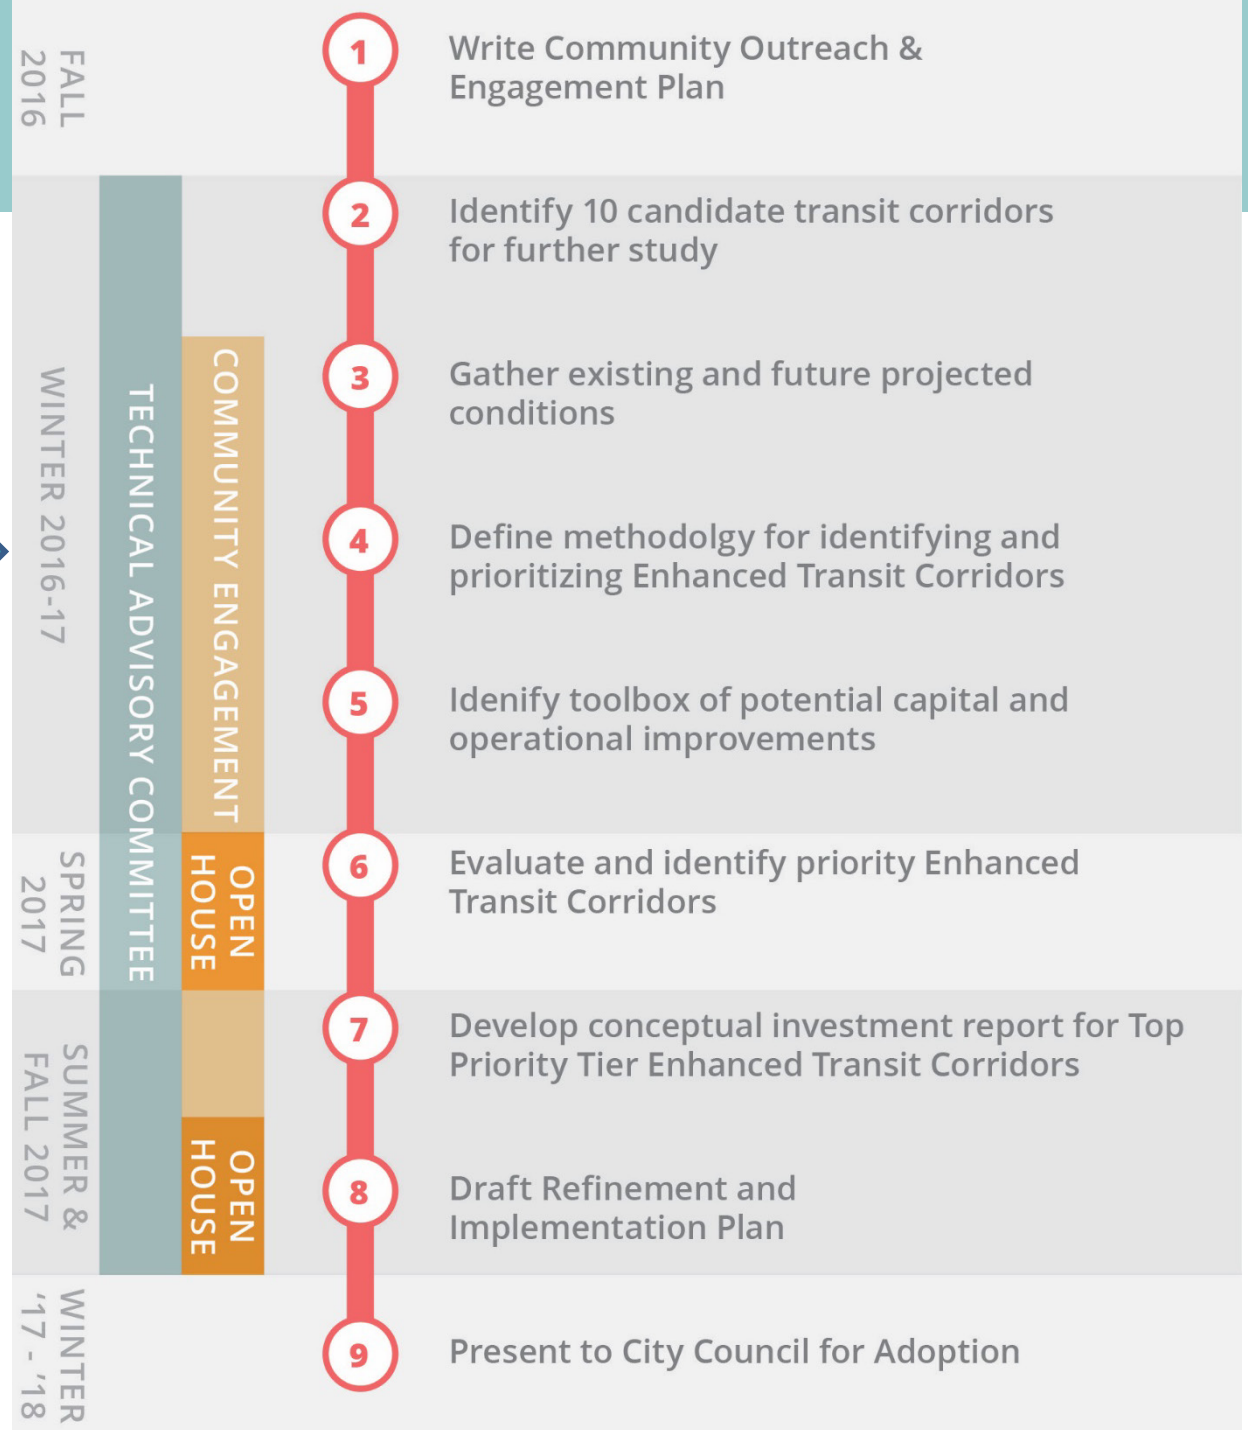 FALL
2016
1
Write Community Outreach &
Engagement Plan
WINTER 2016-17
TECHNICAL ADVISORY COMMITTEE
COMMUNITY ENGAGEMENT
2
Identify 10 candidate transit corridors
for further study
3
Gather existing and future projected
conditions
4
Define methodolgy for identifying and
prioritizing Enhanced Transit Corridors
5
Idenify toolbox of potential capital and
operational improvements
SPRING
2017
OPEN
HOUSE
6
Evaluate and identify priority Enhanced
Transit Corridors
SUMMER &
FALL 2017
7
Develop conceptual investment report for Top
Priority Tier Enhanced Transit Corridors
OPEN
HOUSE
8
Draft Refinement and
Implementation Plan
WINTER
‘17 - ’18
9
Present to City Council for Adoption